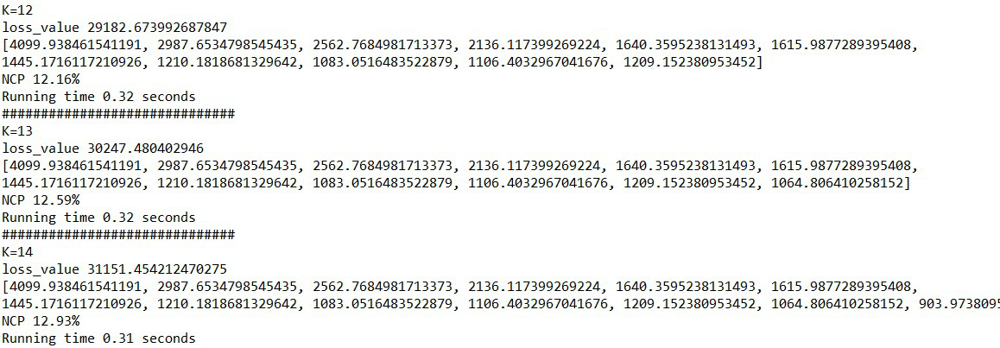 K=12
loss_value 29182.673992687847
[4099.938461541191, 2987.6534798545435, 2562.7684981713373, 2136.117399269224, 1640.3595238131493, 1615.9877289395408,
1445.1716117210926, 1210.1818681329642, 1083.0516483522879, 1106.4032967041676, 1209.152380953452]
NCP 12.16%
Running time 0.32 seconds
##############################
K=13
loss_value 30247.480402946
[4099.938461541191, 2987.6534798545435, 2562.7684981713373, 2136.117399269224, 1640.3595238131493, 1615.9877289395408,
1445.1716117210926, 1210.1818681329642, 1083.0516483522879, 1106.4032967041676, 1209.152380953452, 1064.806410258152]
NCP 12.59%
Running time 0.32 seconds
##############################
K=14
loss_value 31151.454212470275
[4099.938461541191, 2987.6534798545435, 2562.7684981713373, 2136.117399269224, 1640.3595238131493, 1615.9877289395408,
1445.1716117210926, 1210.1818681329642, 1083.0516483522879, 1106.4032967041676, 1209.152380953452, 1064.806410258152, 903.973809
NCP 12.93%
Running time 0.31 seconds